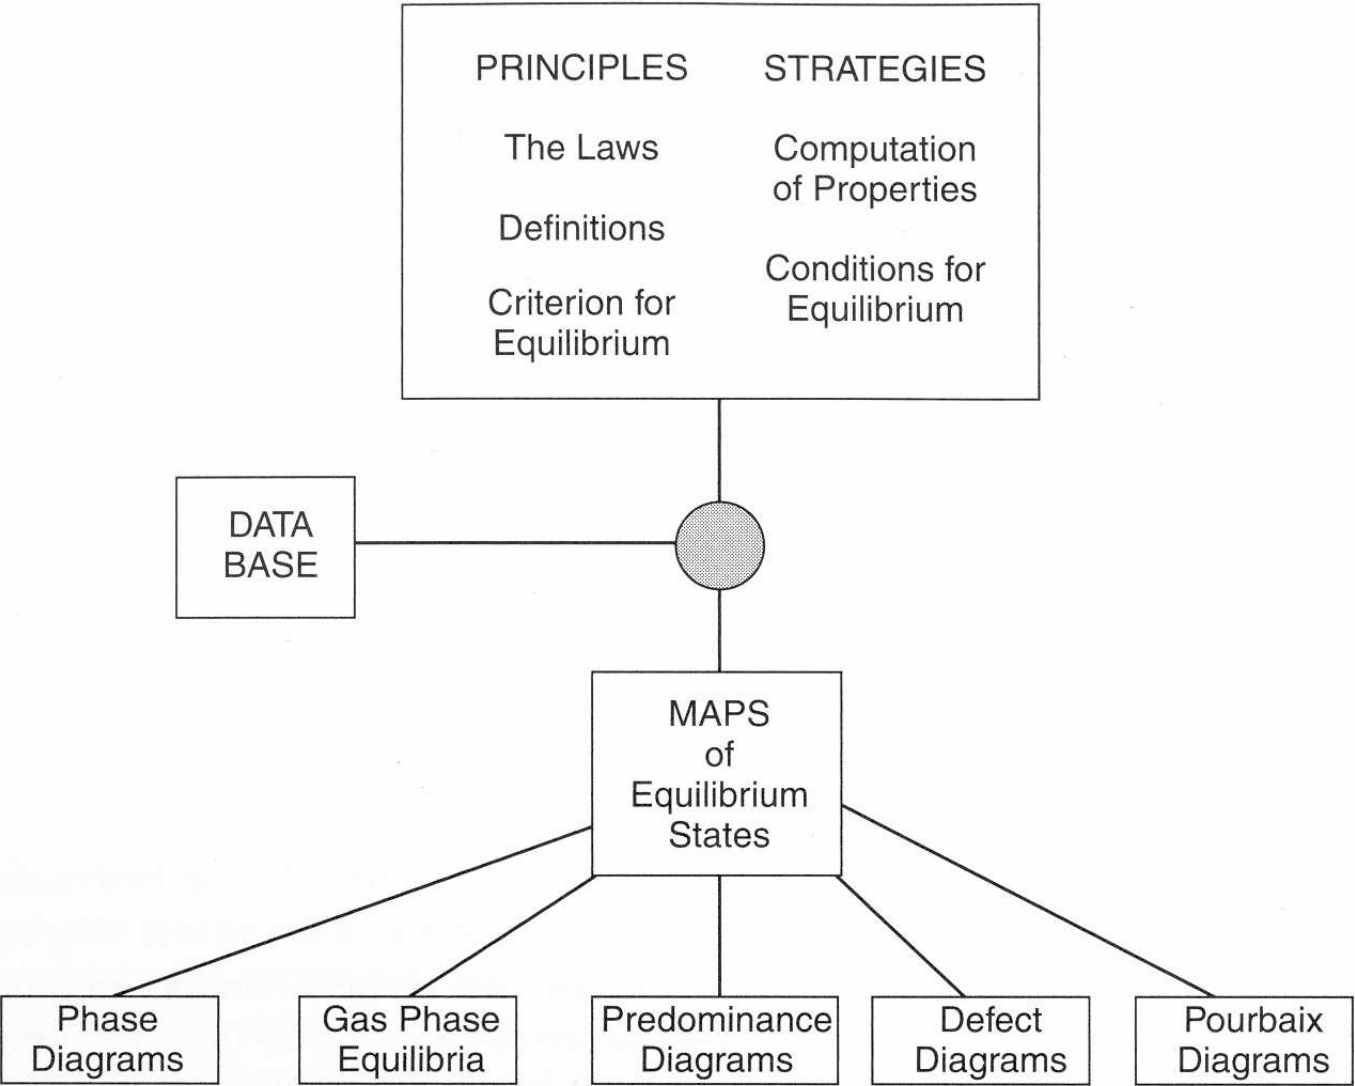 PRINCIPLES
The Laws
Definitions
Criterion for
Equilibrium
STRATEGIES
Computation
of Properties
Conditions for
Equilibrium
DATA
BASE
MAPS
of
Equilibrium
States
Phase
Diagrams
Gas Phase
Equilibria
Predominance
Diagrams
Defect
Diagrams
Pourbaix
Diagrams